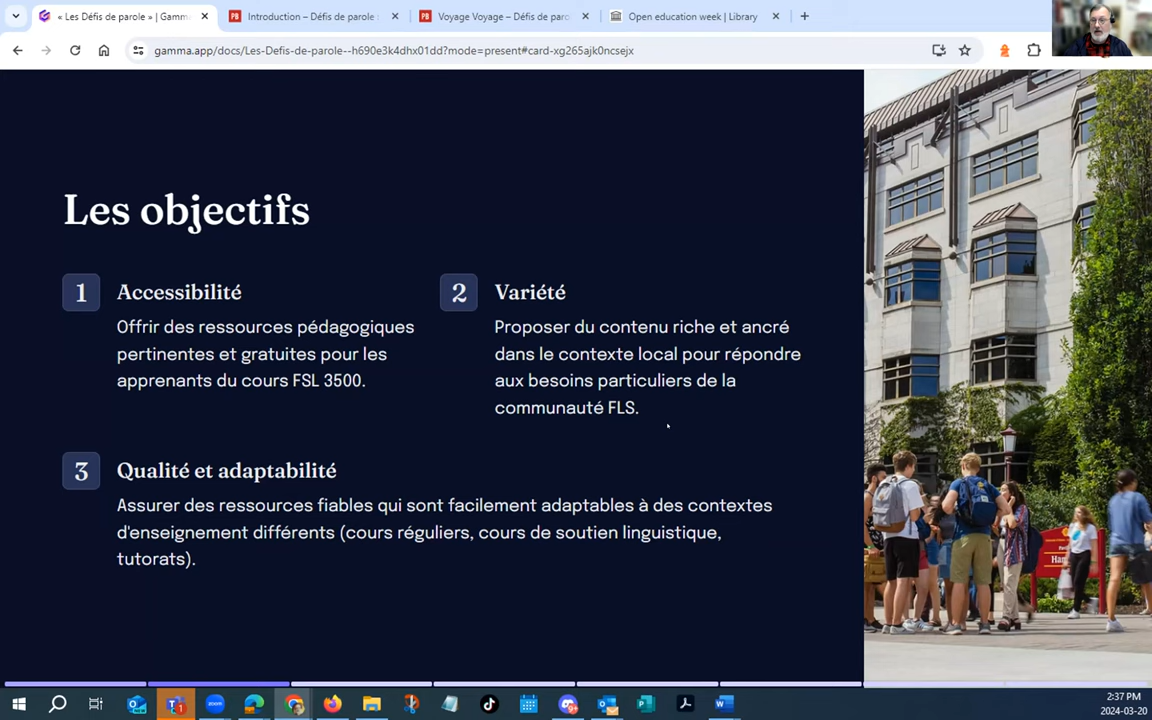 « Les Défis de parole » | Gamm
Introduction – Défis de parole
Voyage Voyage – Défis de paro
Open education week | Library
gamma.app/docs/Les-Defis-de-parole--h690e3k4dhx01dd?mode=present#card-xg265ajk0ncsejx
Les objectifs
1 Accessibilité
Offrir des ressources pédagogiques
pertinentes et gratuites pour les
apprenants du cours FSL 3500.
2 Variété
Proposer du contenu riche et ancré
dans le contexte local pour répondre
aux besoins particuliers de la
communauté FLS.
3 Qualité et adaptabilité
Assurer des ressources fiables qui sont facilement adaptables à des contextes
d'enseignement différents (cours réguliers, cours de soutien linguistique,
tutorats).
2:37 PM
2024-03-20